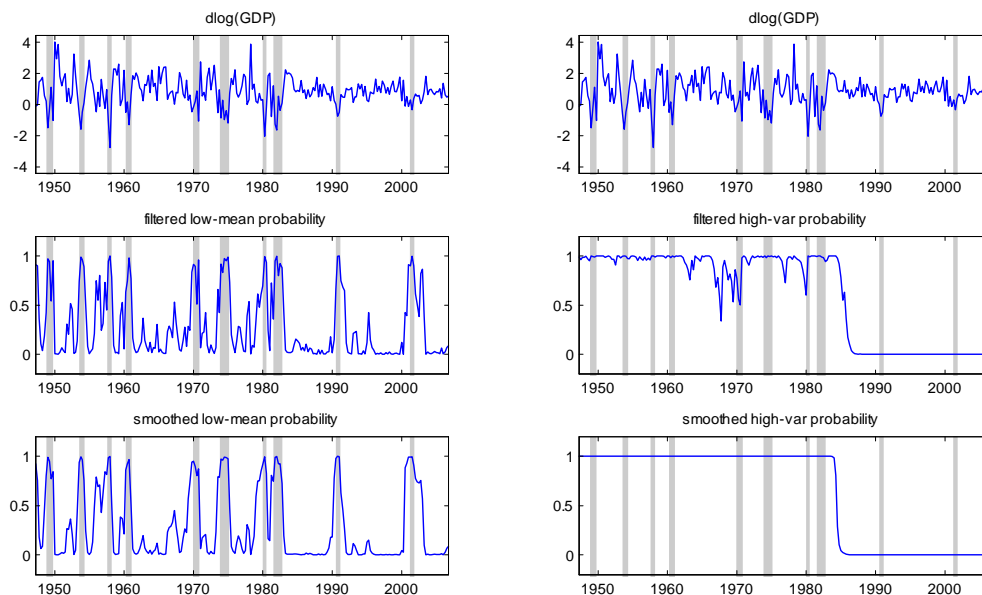 dlog(GDP)
4
2
0
-2
-4
1950 1960 1970 1980 1990 2000
dlog(GDP)
4
2
0
-2
-4
1950 1960 1970 1980 1990 2000
filtered low-mean probability
1
0.5
0
1950 1960 1970 1980 1990 2000
filtered high-var probability
1
0.5
0
1950 1960 1970 1980 1990 2000
smoothed low-mean probability
1
0.5
0
1950 1960 1970 1980 1990 2000
smoothed high-var probability
1
0.5
0
1950 1960 1970 1980 1990 2000